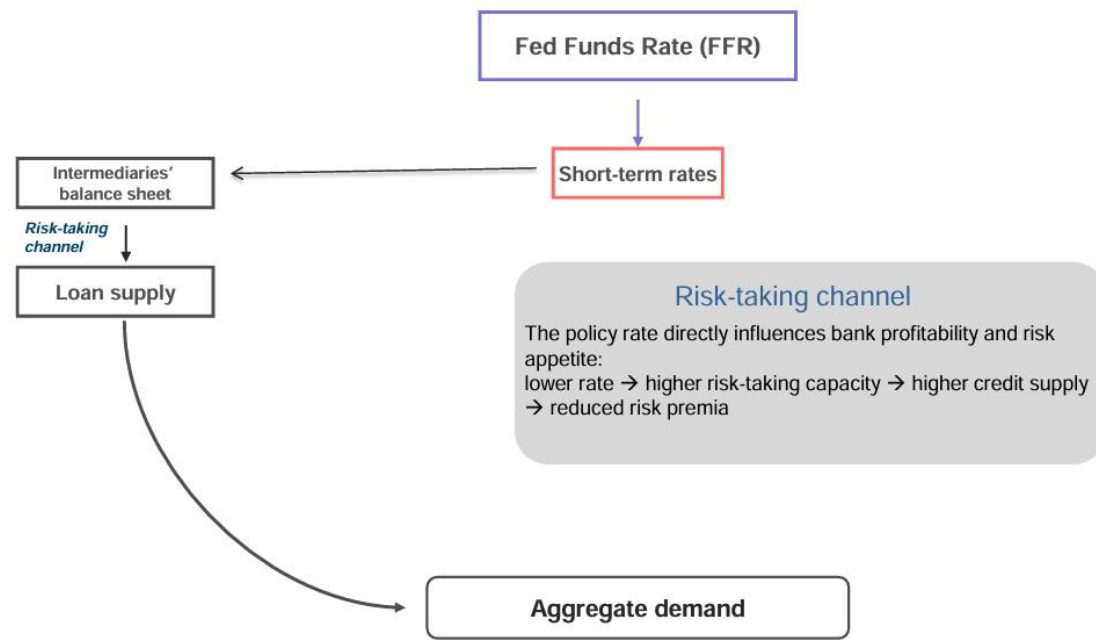 Fed Funds Rate (FFR)
Short-term rates
Intermediaries’
balance sheet
Risk-taking
channel
Loan supply
Risk-taking channel
The policy rate directly influences bank profitability and risk
appetite:
lower rate → higher risk-taking capacity → higher credit supply
→ reduced risk premia
Aggregate demand